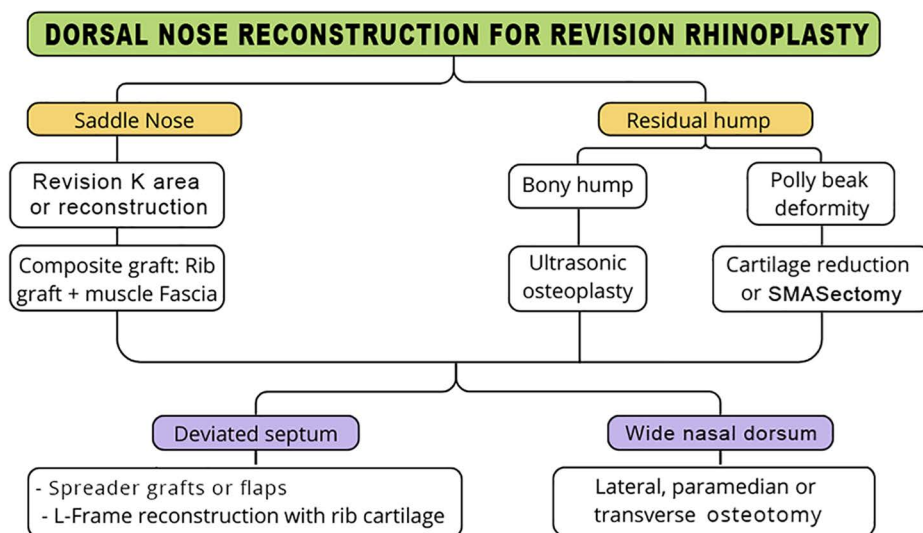 DORSAL NOSE RECONSTRUCTION FOR REVISION RHINOPLASTY
Saddle Nose
Residual hump
Revision K area
or reconstruction
Bony hump
Polly beak
deformity
Composite graft: Rib
graft + muscle Fascia
Ultrasonic
osteoplasty
Cartilage reduction
or SMASectomy
Deviated septum
Wide nasal dorsum
- Spreader grafts or flaps
- L-Frame reconstruction with rib cartilage
Lateral, paramedian or
transverse osteotomy